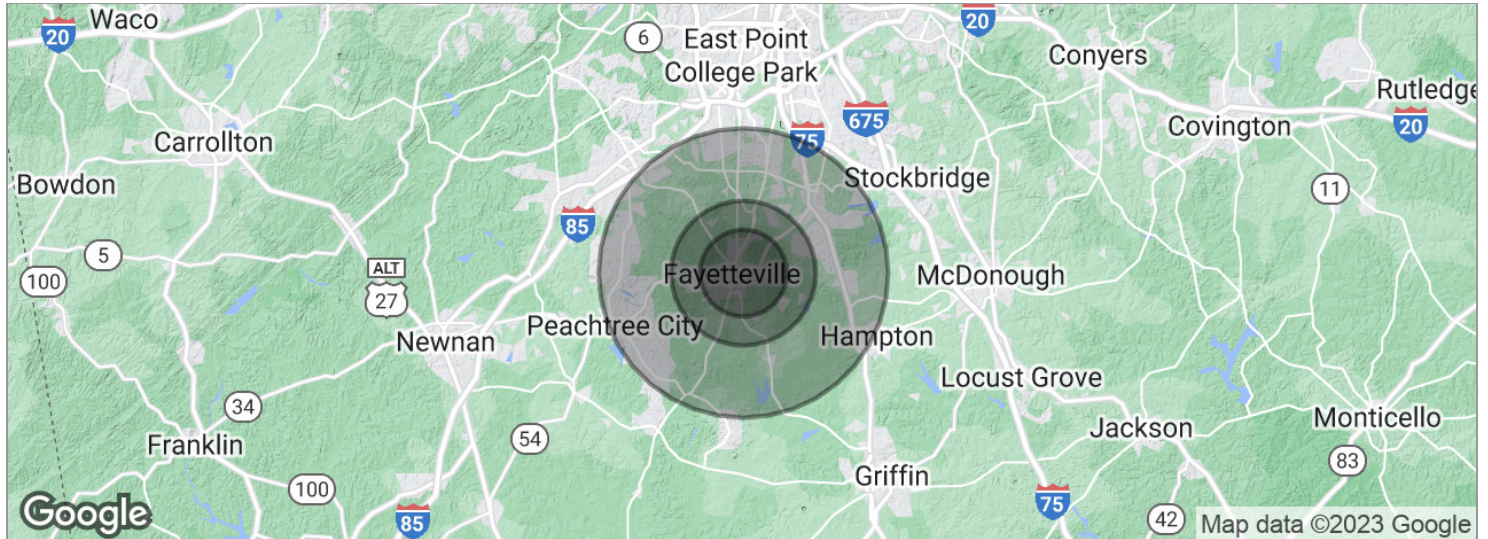 Waco
20
6
East Point
College Park
20
Conyers
Rutledge
Carrollton
75
675
Covington
20
Bowdon
Stockbridge
11
85
5
100
ALT
27
Fayetteville
McDonough
Newnan
Peachtree City
Hampton
Locust Grove
34
Franklin
54
Jackson
Monticello
100
Griffin
83
Google
85
75
42
Map data ©2023 Google